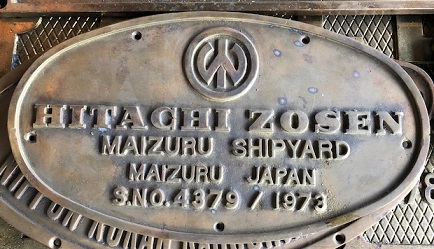 HITACHI ZOSEN
MAIZURU SHIPYARD
MAIZURU JAPAN
S.NO. 4379 / 1973